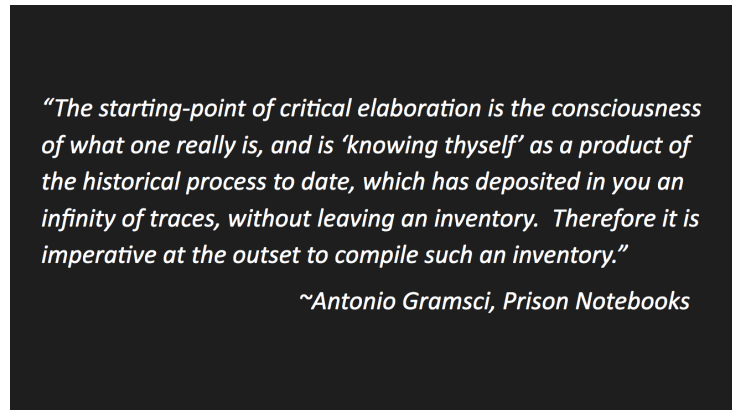 “The starting-point of critical elaboration is the consciousness
of what one really is, and is ‘knowing thyself’ as a product of
the historical process to date, which has deposited in you an
infinity of traces, without leaving an inventory.  Therefore it is
imperative at the outset to compile such an inventory.”
~Antonio Gramsci, Prison Notebooks